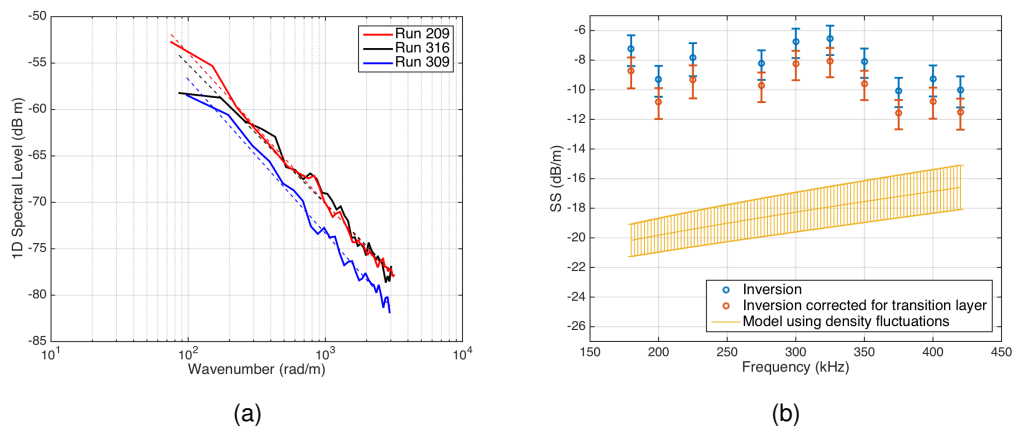 -50
-55
-60
-65
-70
-75
-80
-85
10^1
10^2
10^3
10^4
Wavenumber (rad/m)
1D Spectral Level (dB m)
Run 209
Run 316
Run 309
(a)
-6
-8
-10
-12
-14
-16
-18
-20
-22
-24
-26
150
200
250
300
350
400
450
Frequency (kHz)
SS (dB/m)
Inversion
Inversion corrected for transition layer
Model using density fluctuations
(b)